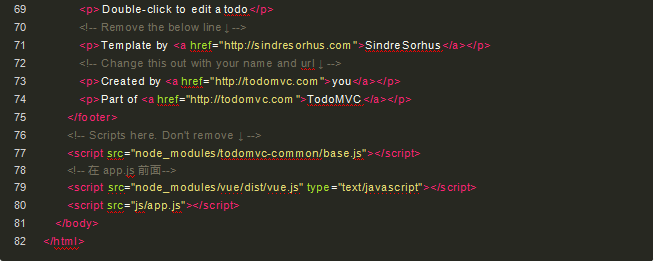 69 <p>Double-click to edit a todo</p>
70 <!-- Remove the below line ↓ -->
71 <p>Template by <a href="http://sindresorhus.com">Sindre Sorhus</a></p>
72 <!-- Change this out with your name and url ↓ -->
73 <p>Created by <a href="http://todomvc.com">you</a></p>
74 <p>Part of <a href="http://todomvc.com">TodoMVC</a></p>
75 </footer>
76 <!-- Scripts here. Don't remove ↓ -->
77 <script src="node_modules/todomvc-common/base.js"></script>
78 <!-- 在 app.js 前面-->
79 <script src="node_modules/vue/dist/vue.js" type="text/javascript"></script>
80 <script src="js/app.js"></script>
81 </body>
82 </html>